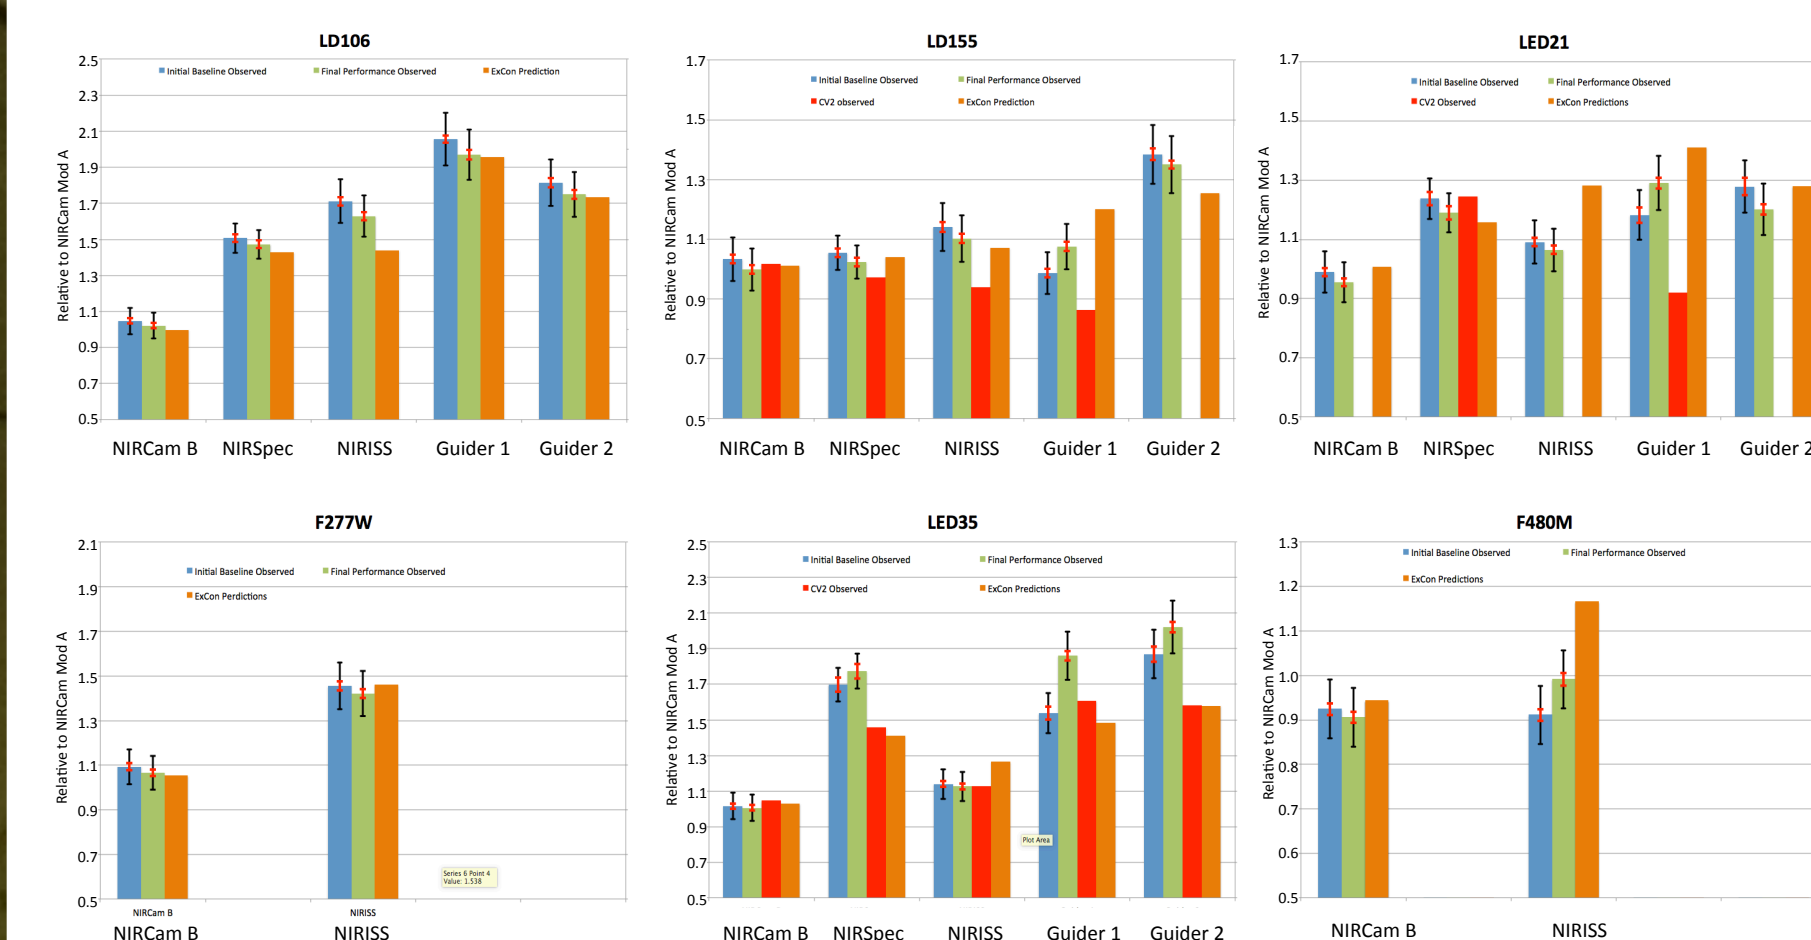 LD106
Initial Baseline Observed Final Performance Observed ExCon Prediction
Relative to NIRCam Mod A
2.5
2.3
2.1
1.9
1.7
1.5
1.3
1.1
0.9
0.7
0.5
NIRCam B NIRSpec NIRISS Guider 1 Guider 2
LD155
Initial Baseline Observed Final Performance Observed
CV2 observed ExCon Prediction
Relative to NIRCam Mod A
1.7
1.5
1.3
1.1
0.9
0.7
0.5
NIRCam B NIRSpec NIRISS Guider 1 Guider 2
LED21
Initial Baseline Observed Final Performance Observed
CV2 Observed ExCon Predictions
Relative to NIRCam Mod A
1.7
1.5
1.3
1.1
0.9
0.7
0.5
NIRCam B NIRSpec NIRISS Guider 1 Guider 2
F277W
Initial Baseline Observed Final Performance Observed
ExCon Perdictions
Relative to NIRCam Mod A
2.1
1.9
1.7
1.5
1.3
1.1
0.9
0.7
0.5
Series 6 Point 4
Value: 1.538
NIRCam B NIRISS
NIRCam B NIRISS
LED35
Initial Baseline Observed Final Performance Observed
CV2 Observed ExCon Predictions
Relative to NIRCam Mod A
2.5
2.3
2.1
1.9
1.7
1.5
1.3
1.1
0.9
0.7
0.5
Plot Area
NIRCam B NIRSpec NIRISS Guider 1 Guider 2
F480M
Initial Baseline Observed Final Performance Observed
ExCon Predictions
Relative to NIRCam Mod A
1.3
1.2
1.1
1.0
0.9
0.8
0.7
0.6
0.5
NIRCam B NIRISS